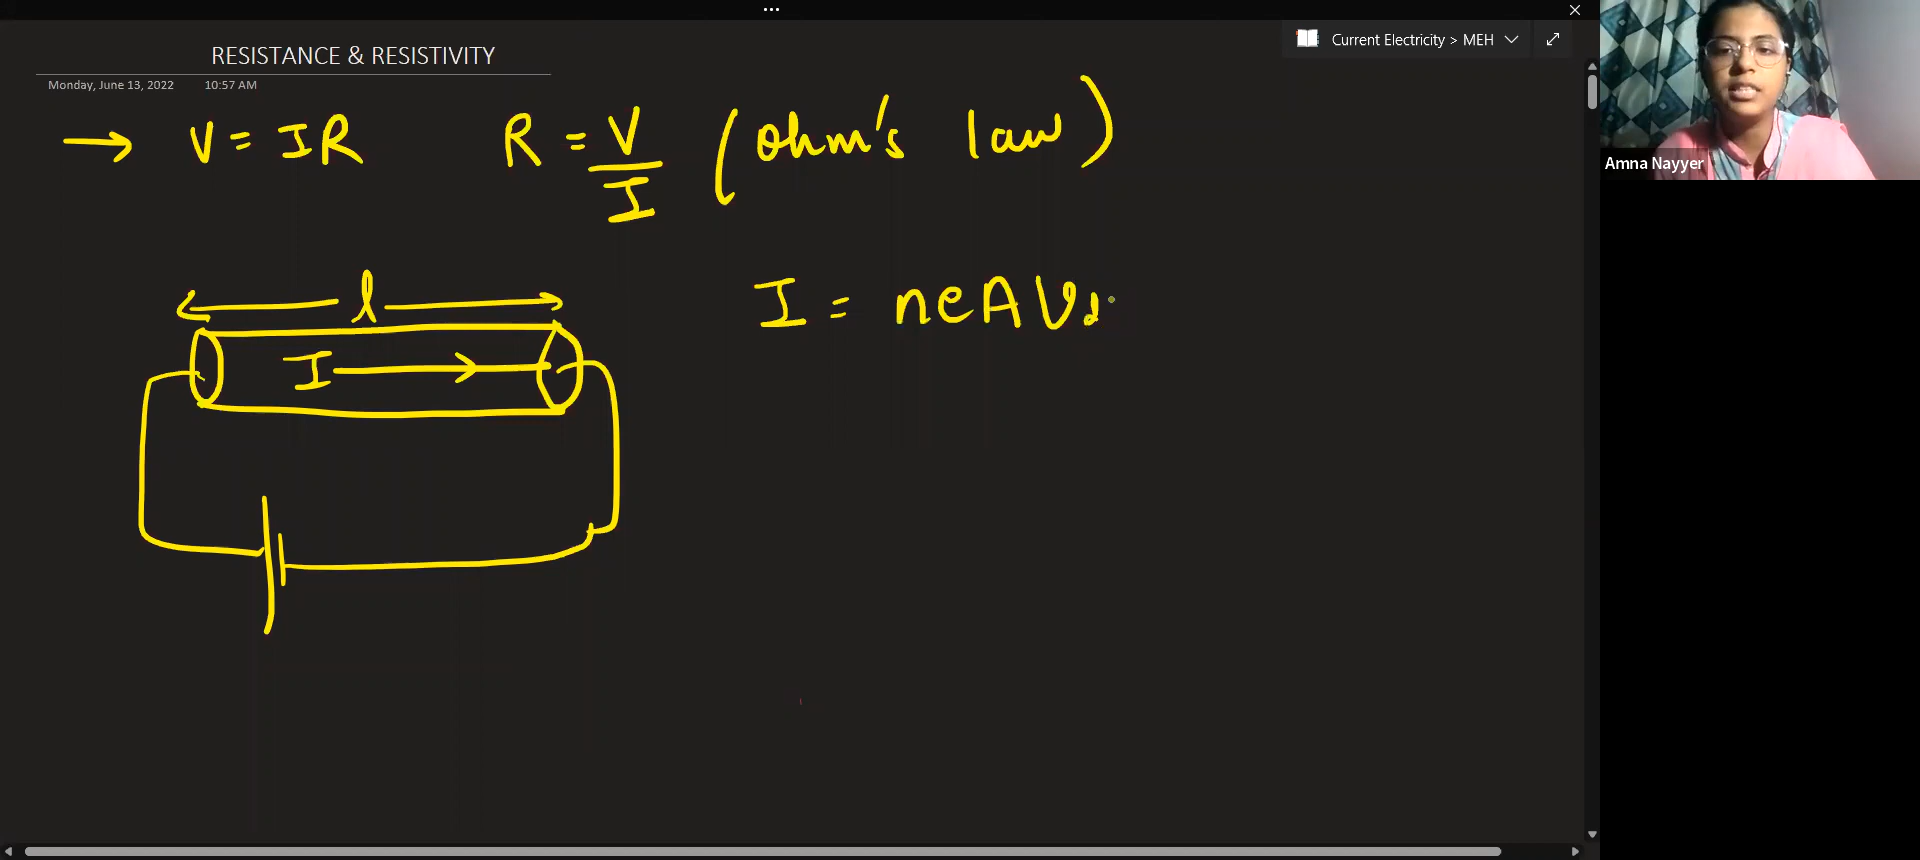 RESISTANCE & RESISTIVITY
Current Electricity > MEH
Monday, June 13, 2022 10:57 AM
→ V = IR R = V/I (ohm's law)
Amna Nayyer
l
I = neAVd
I